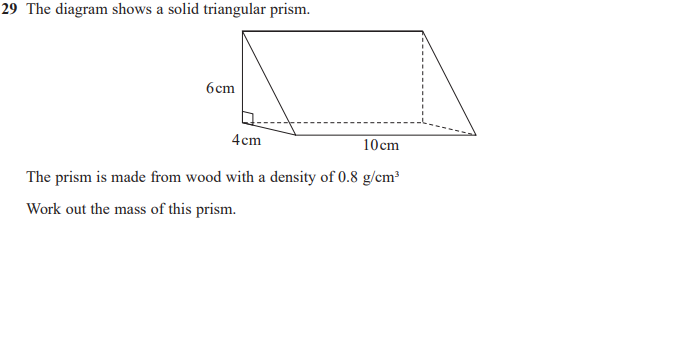 29 The diagram shows a solid triangular prism.
6cm
4cm
10cm
The prism is made from wood with a density of 0.8 g/cm³
Work out the mass of this prism.